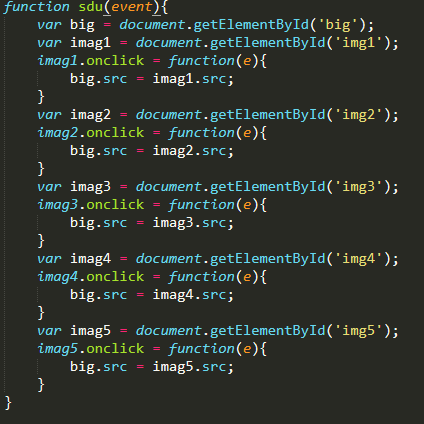 function sdu(event){
var big = document.getElementById('big');
var imag1 = document.getElementById('img1');
imag1.onclick = function(e){
big.src = imag1.src;
}
var imag2 = document.getElementById('img2');
imag2.onclick = function(e){
big.src = imag2.src;
}
var imag3 = document.getElementById('img3');
imag3.onclick = function(e){
big.src = imag3.src;
}
var imag4 = document.getElementById('img4');
imag4.onclick = function(e){
big.src = imag4.src;
}
var imag5 = document.getElementById('img5');
imag5.onclick = function(e){
big.src = imag5.src;
}
}